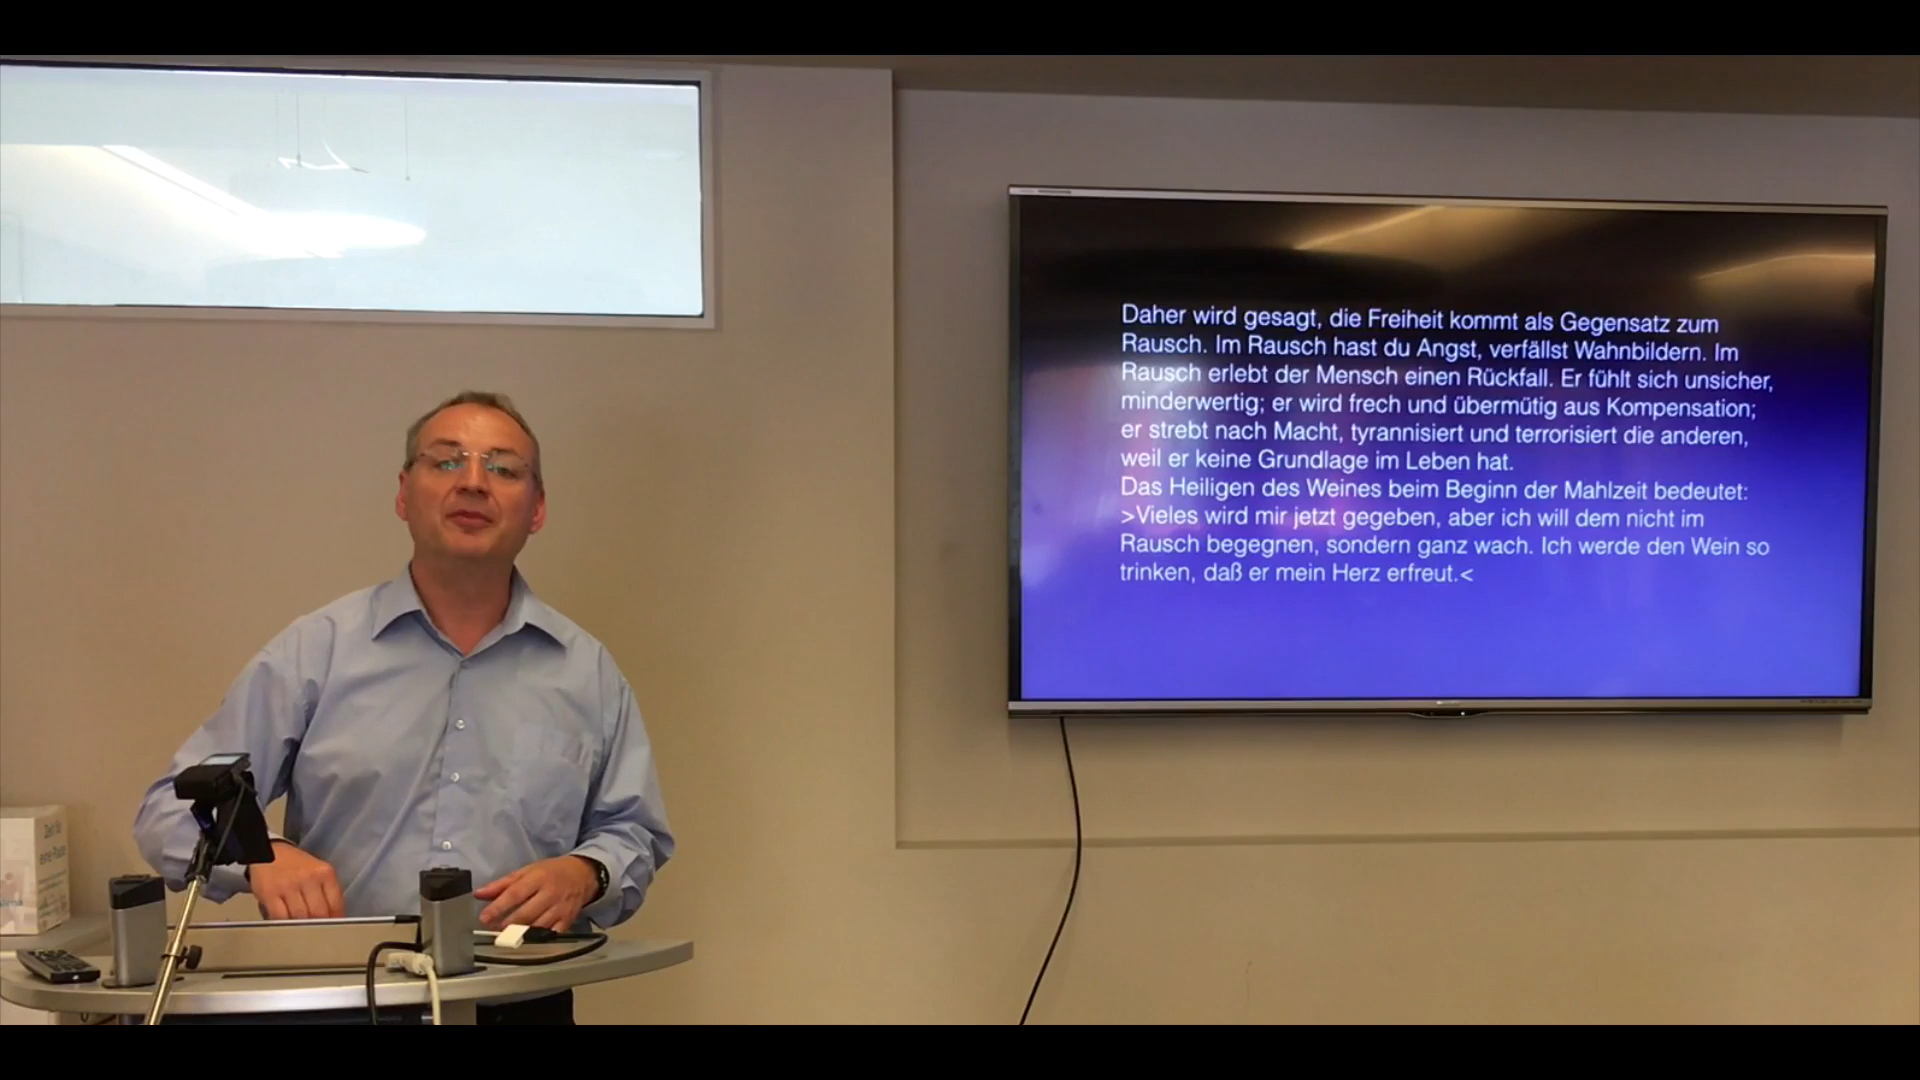 Daher wird gesagt, die Freiheit kommt als Gegensatz zum
Rausch. Im Rausch hast du Angst, verfällst Wahnbildern. Im
Rausch erlebt der Mensch einen Rückfall. Er fühlt sich unsicher,
minderwertig; er wird frech und übermütig aus Kompensation;
er strebt nach Macht, tyrannisiert und terrorisiert die anderen,
weil er keine Grundlage im Leben hat.
Das Heiligen des Weines beim Beginn der Mahlzeit bedeutet:
>Vieles wird mir jetzt gegeben, aber ich will dem nicht im
Rausch begegnen, sondern ganz wach. Ich werde den Wein so
trinken, daß er mein Herz erfreut.<
Zeit für
eine